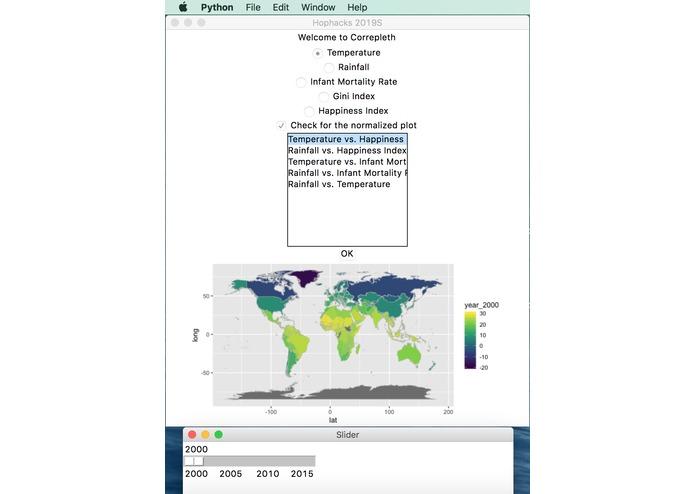 Python File Edit Window Help
Hophacks 2019S
Welcome to Correpleth
Temperature
Rainfall
Infant Mortality Rate
Gini Index
Happiness Index
Check for the normalized plot
Temperature vs. Happiness
Rainfall vs. Happiness Index
Temperature vs. Infant Mort
Rainfall vs. Infant Mortality
Rainfall vs. Temperature
OK
long
50
0
-50
-100
0
100
200
lat
year_2000
30
20
10
0
-10
-20
Slider
2000
2000 2005 2010 2015